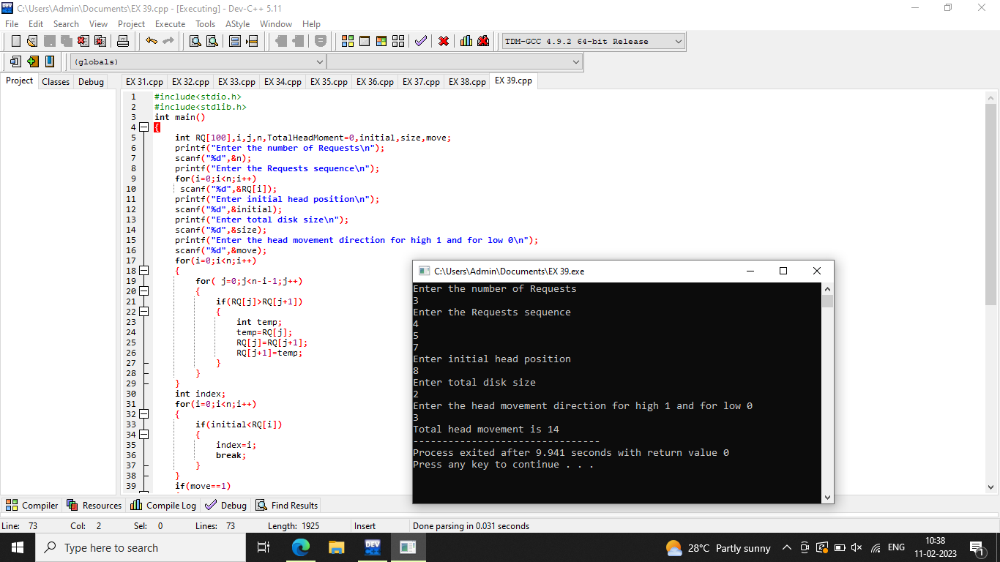 C:\Users\Admin\Documents\EX 39.cpp - [Executing] - Dev-C++ 5.11
File Edit Search View Project Execute Tools AStyle Window Help
TDM-GCC 4.9.2 64-bit Release
(globals)
Project Classes Debug
EX 31.cpp EX 32.cpp EX 33.cpp EX 34.cpp EX 35.cpp EX 36.cpp EX 37.cpp EX 38.cpp EX 39.cpp
1 #include<stdio.h>
2 #include<stdlib.h>
3 int main()
4 {
5 int RQ[100],i,j,n,TotalHeadMoment=0,initial,size,move;
6 printf("Enter the number of Requests\n");
7 scanf("%d",&n);
8 printf("Enter the Requests sequence\n");
9 for(i=0;i<n;i++)
10 scanf("%d",&RQ[i]);
11 printf("Enter initial head position\n");
12 scanf("%d",&initial);
13 printf("Enter total disk size\n");
14 scanf("%d",&size);
15 printf("Enter the head movement direction for high 1 and for low 0\n");
16 scanf("%d",&move);
17 for(i=0;i<n;i++)
18 {
19 for( j=0;j<n-i-1;j++)
20 {
21 if(RQ[j]>RQ[j+1])
22 {
23 int temp;
24 temp=RQ[j];
25 RQ[j]=RQ[j+1];
26 RQ[j+1]=temp;
27 }
28 }
29 }
30 int index;
31 for(i=0;i<n;i++)
32 {
33 if(initial<RQ[i])
34 {
35 index=i;
36 break;
37 }
38 }
39 if(move==1)
C:\Users\Admin\Documents\EX 39.exe
Enter the number of Requests
3
Enter the Requests sequence
4
5
7
Enter initial head position
8
Enter total disk size
2
Enter the head movement direction for high 1 and for low 0
3
Total head movement is 14
--------------------------------
Process exited after 9.941 seconds with return value 0
Press any key to continue . . .
Compiler Resources Compile Log Debug Find Results
Line: 73 Col: 2 Sel: 0 Lines: 73 Length: 1925 Insert Done parsing in 0.031 seconds
Type here to search
DEV
28°C Partly sunny
ENG
10:38
11-02-2023
1